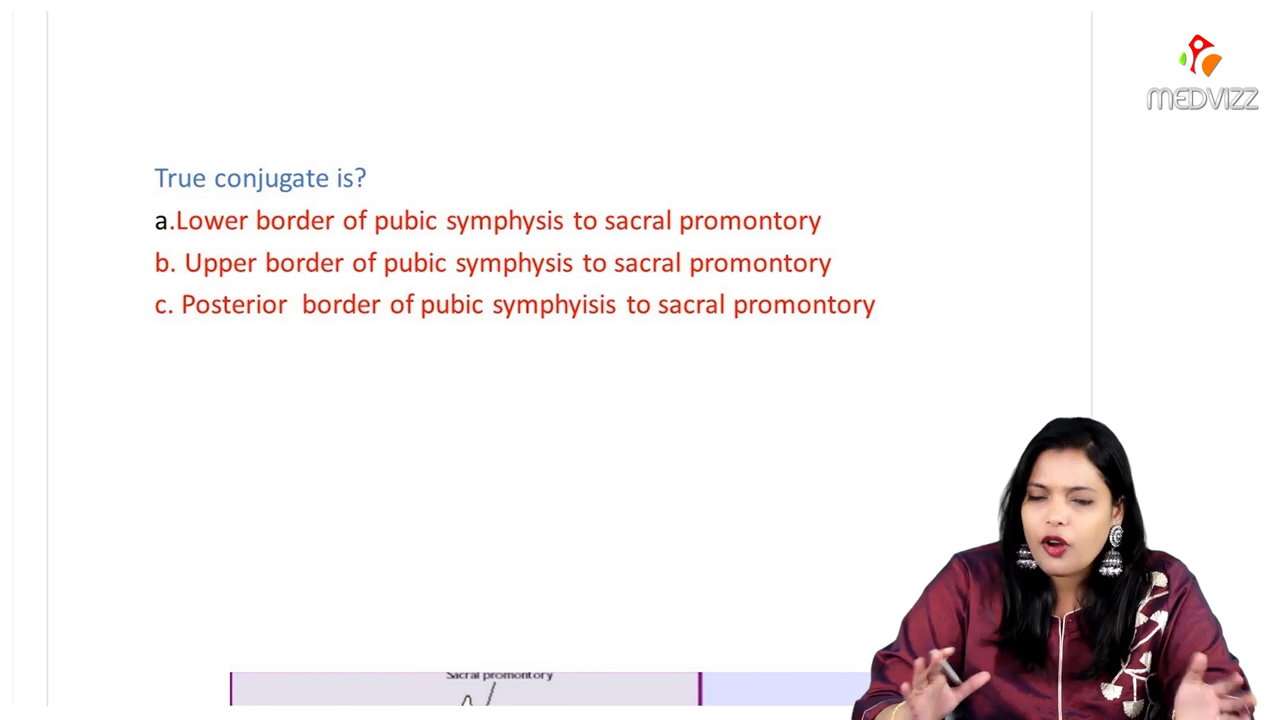 MEDVIZZ
True conjugate is?
a.Lower border of pubic symphysis to sacral promontory
b. Upper border of pubic symphysis to sacral promontory
c. Posterior border of pubic symphyisis to sacral promontory
Sacral promontory